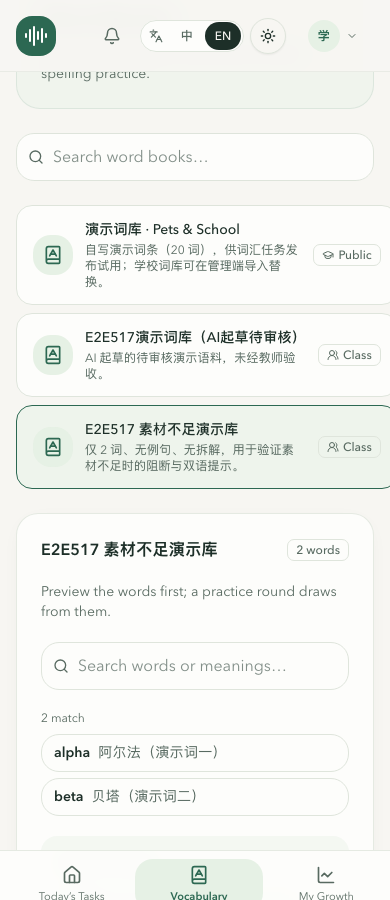 中
EN
学
spelling practice.
Search word books…
演示词库 · Pets & School
自写演示词条（20 词），供词汇任务发
布试用；学校词库可在管理端导入替
换。
Public
E2E517演示词库（AI起草待审核）
AI 起草的待审核演示语料，未经教师验
收。
Class
E2E517 素材不足演示库
仅 2 词、无例句、无拆解，用于验证素
材不足时的阻断与双语提示。
Class
E2E517 素材不足演示库
2 words
Preview the words first; a practice round draws
from them.
Search words or meanings…
2 match
alpha 阿尔法（演示词一）
beta 贝塔（演示词二）
Today's Tasks
Vocabulary
My Growth